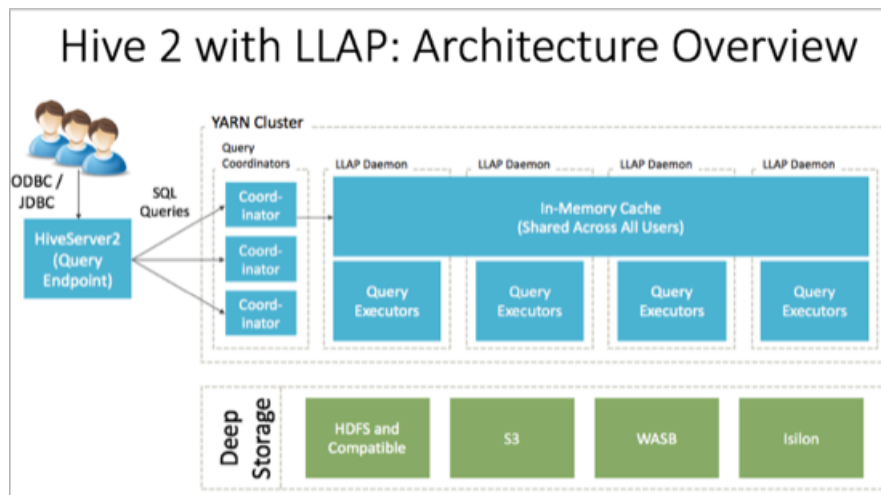 Hive 2 with LLAP: Architecture Overview
YARN Cluster
Query
Coordinators
LLAP Daemon
LLAP Daemon
LLAP Daemon
LLAP Daemon
ODBC /
JDBC
SQL
Queries
HiveServer2
(Query
Endpoint)
Coord-
inator
Coord-
inator
Coord-
inator
In-Memory Cache
(Shared Across All Users)
Query
Executors
Query
Executors
Query
Executors
Query
Executors
Deep
Storage
HDFS and
Compatible
S3
WASB
Isilon